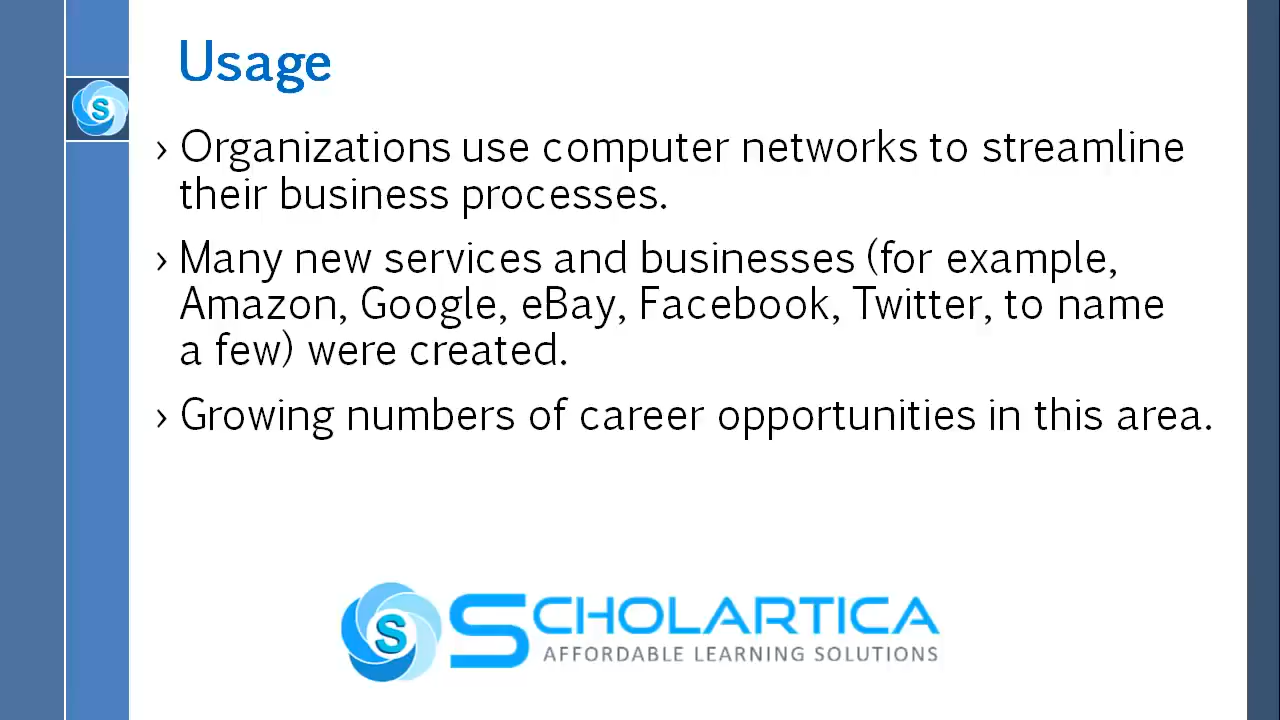 Usage
S
› Organizations use computer networks to streamline
their business processes.
› Many new services and businesses (for example,
Amazon, Google, eBay, Facebook, Twitter, to name
a few) were created.
› Growing numbers of career opportunities in this area.
S
SCHOLARTICA
AFFORDABLE LEARNING SOLUTIONS